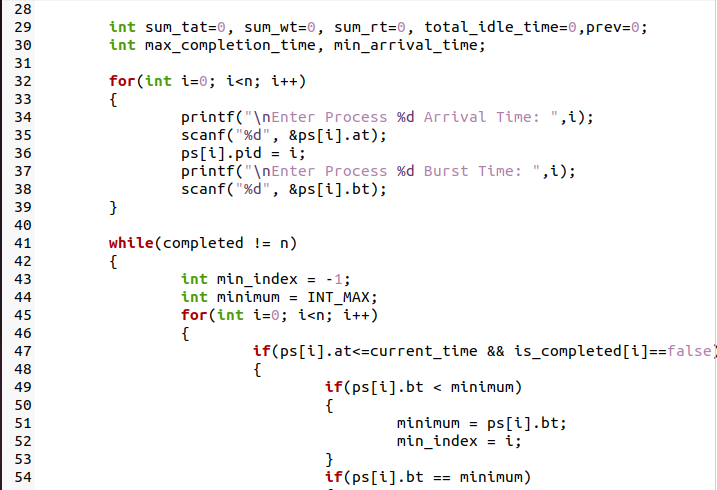 28
29 int sum_tat=0, sum_wt=0, sum_rt=0, total_idle_time=0,prev=0;
30 int max_completion_time, min_arrival_time;
31
32 for(int i=0; i<n; i++)
33 {
34 printf("\nEnter Process %d Arrival Time: ",i);
35 scanf("%d", &ps[i].at);
36 ps[i].pid = i;
37 printf("\nEnter Process %d Burst Time: ",i);
38 scanf("%d", &ps[i].bt);
39 }
40
41 while(completed != n)
42 {
43 int min_index = -1;
44 int minimum = INT_MAX;
45 for(int i=0; i<n; i++)
46 {
47 if(ps[i].at<=current_time && is_completed[i]==false)
48 {
49 if(ps[i].bt < minimum)
50 {
51 minimum = ps[i].bt;
52 min_index = i;
53 }
54 if(ps[i].bt == minimum)